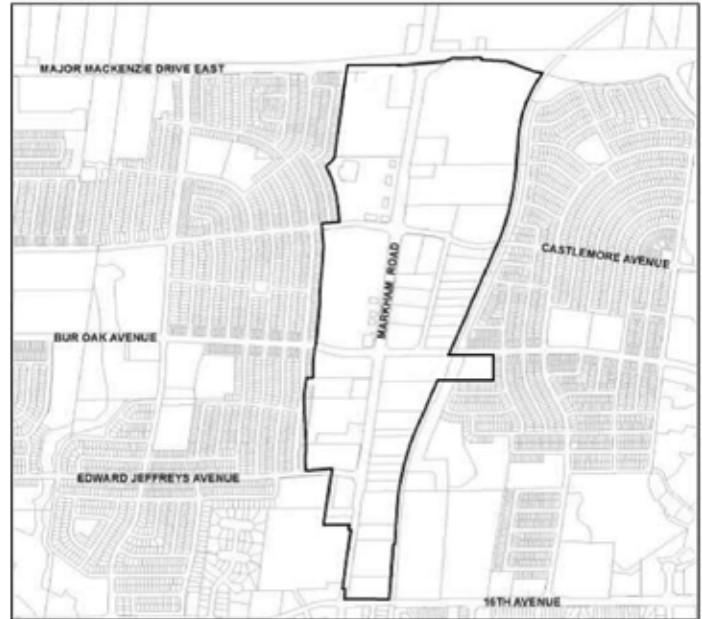 MAJOR MACKENZIE DRIVE EAST
CASTLEMORE AVENUE
MARKHAM ROAD
BUR OAK AVENUE
EDWARD JEFFREYS AVENUE
16TH AVENUE